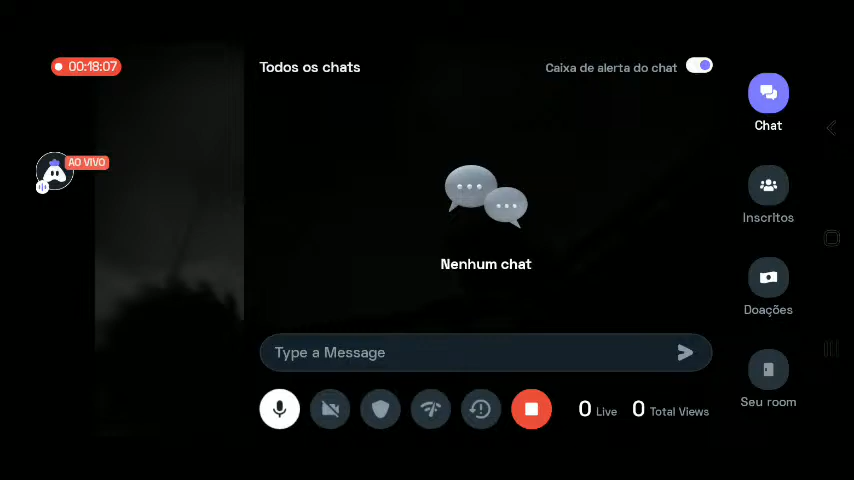 00:18:07
Todos os chats
Caixa de alerta do chat
Chat
AO VIVO
Inscritos
Nenhum chat
Doações
Type a Message
Seu room
0 Live 0 Total Views